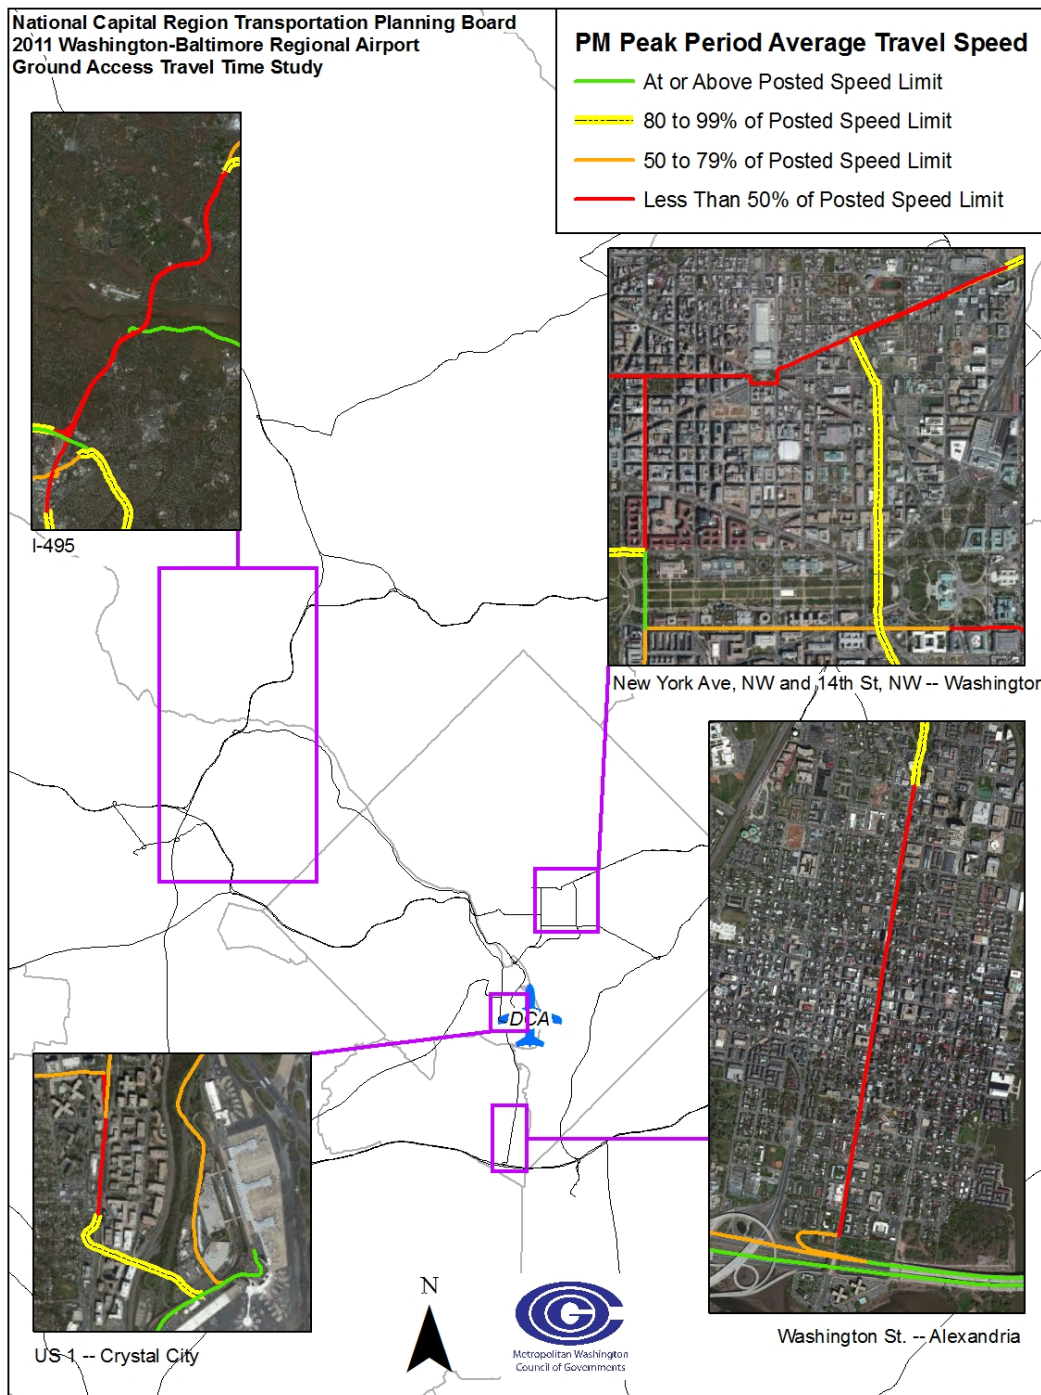 National Capital Region Transportation Planning Board
2011 Washington-Baltimore Regional Airport
Ground Access Travel Time Study
PM Peak Period Average Travel Speed
At or Above Posted Speed Limit
80 to 99% of Posted Speed Limit
50 to 79% of Posted Speed Limit
Less Than 50% of Posted Speed Limit
I-495
New York Ave, NW and 14th St, NW -- Washington
DCA
N
Metropolitan Washington
Council of Governments
Washington St. -- Alexandria
US 1 -- Crystal City